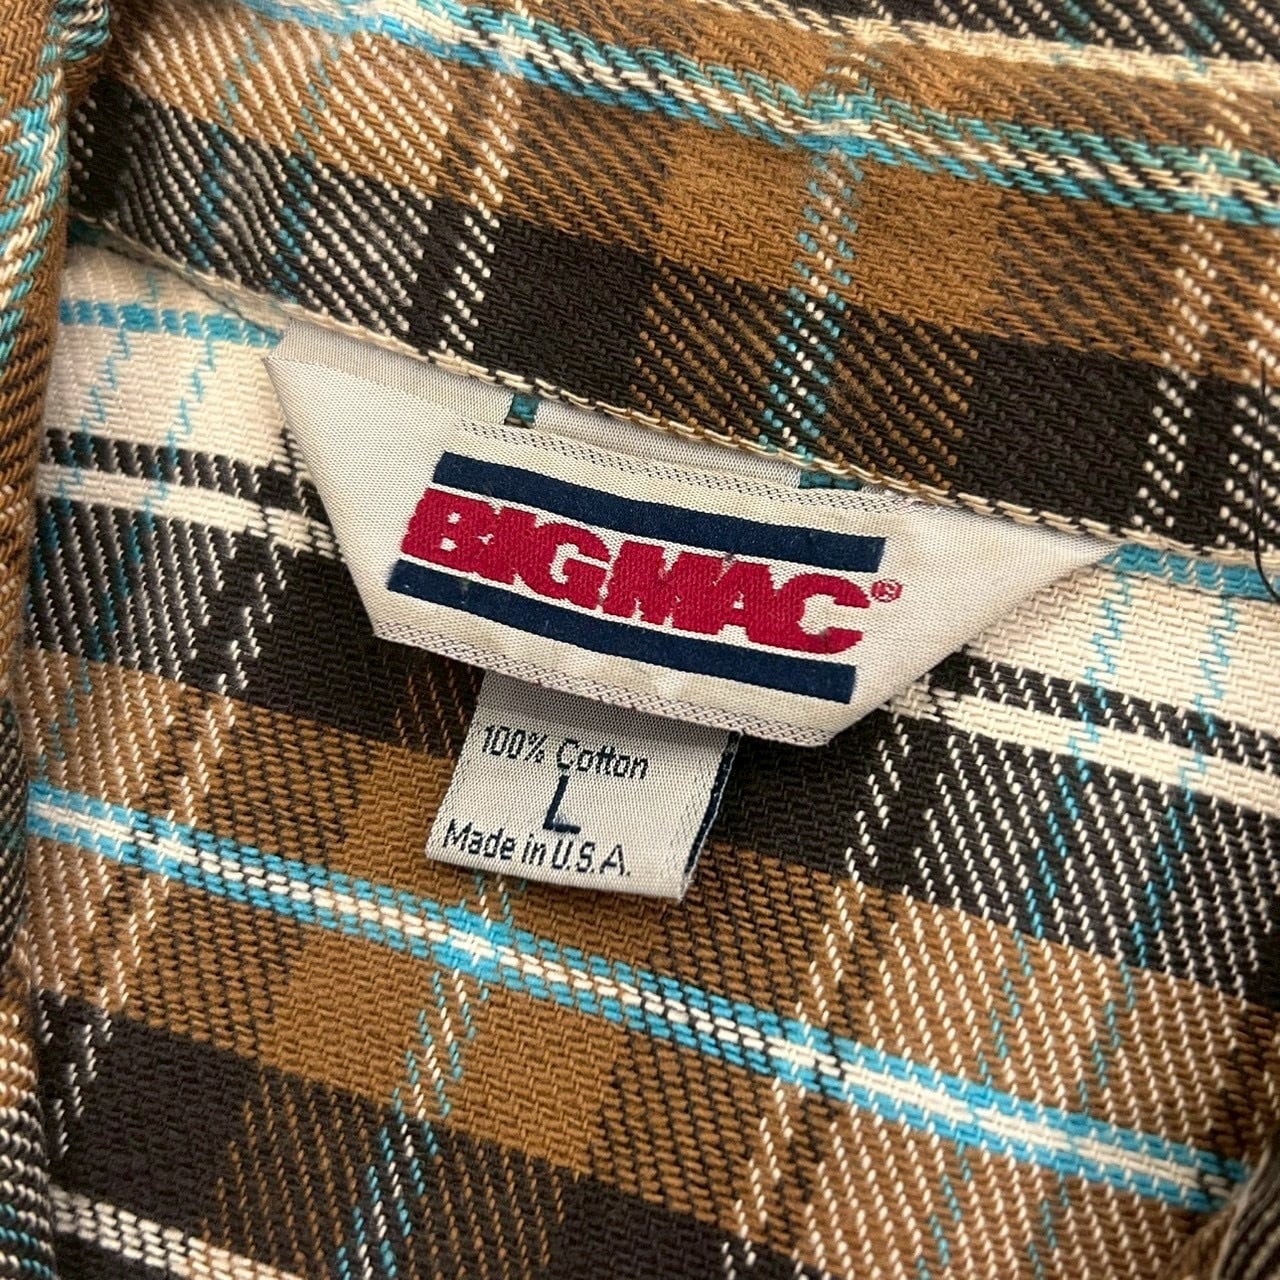 BIGMAC®
100% Cotton
L
Made in U.S.A.